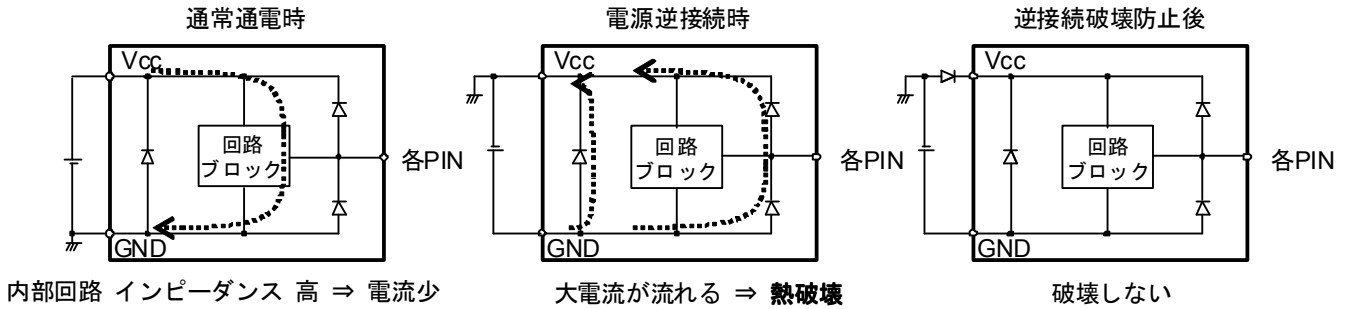 通常通電時
Vcc
回路
ブロック
各PIN
GND
内部回路 インピーダンス 高 ⇒ 電流少
電源逆接続時
Vcc
回路
ブロック
各PIN
GND
大電流が流れる ⇒ 熱破壊
逆接続破壊防止後
Vcc
回路
ブロック
各PIN
GND
破壊しない